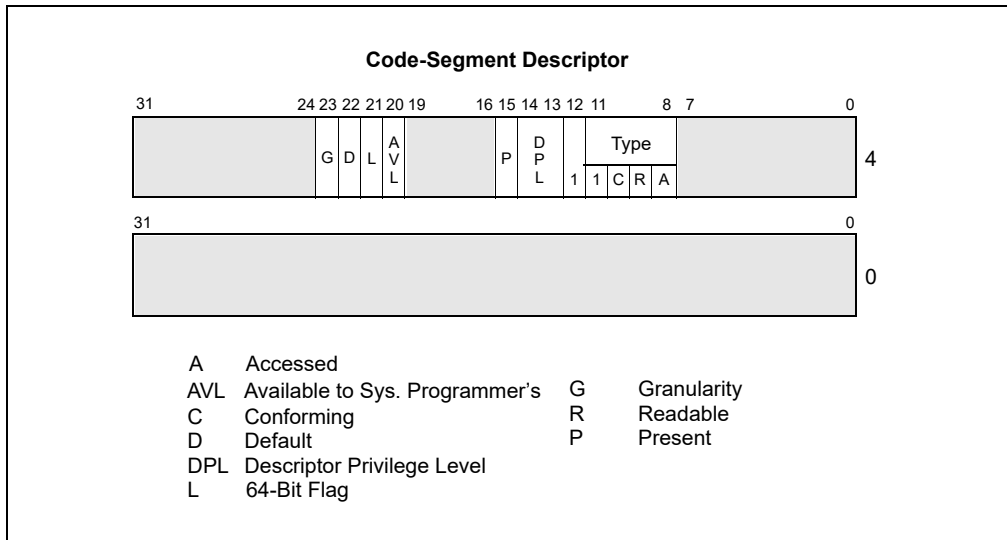 Code-Segment Descriptor
31 24 23 22 21 20 19 16 15 14 13 12 11 8 7 0
G D L AVL P DPL 1 Type 4
1 C R A
31 0
0
A Accessed
AVL Available to Sys. Programmer's G Granularity
C Conforming R Readable
D Default P Present
DPL Descriptor Privilege Level
L 64-Bit Flag